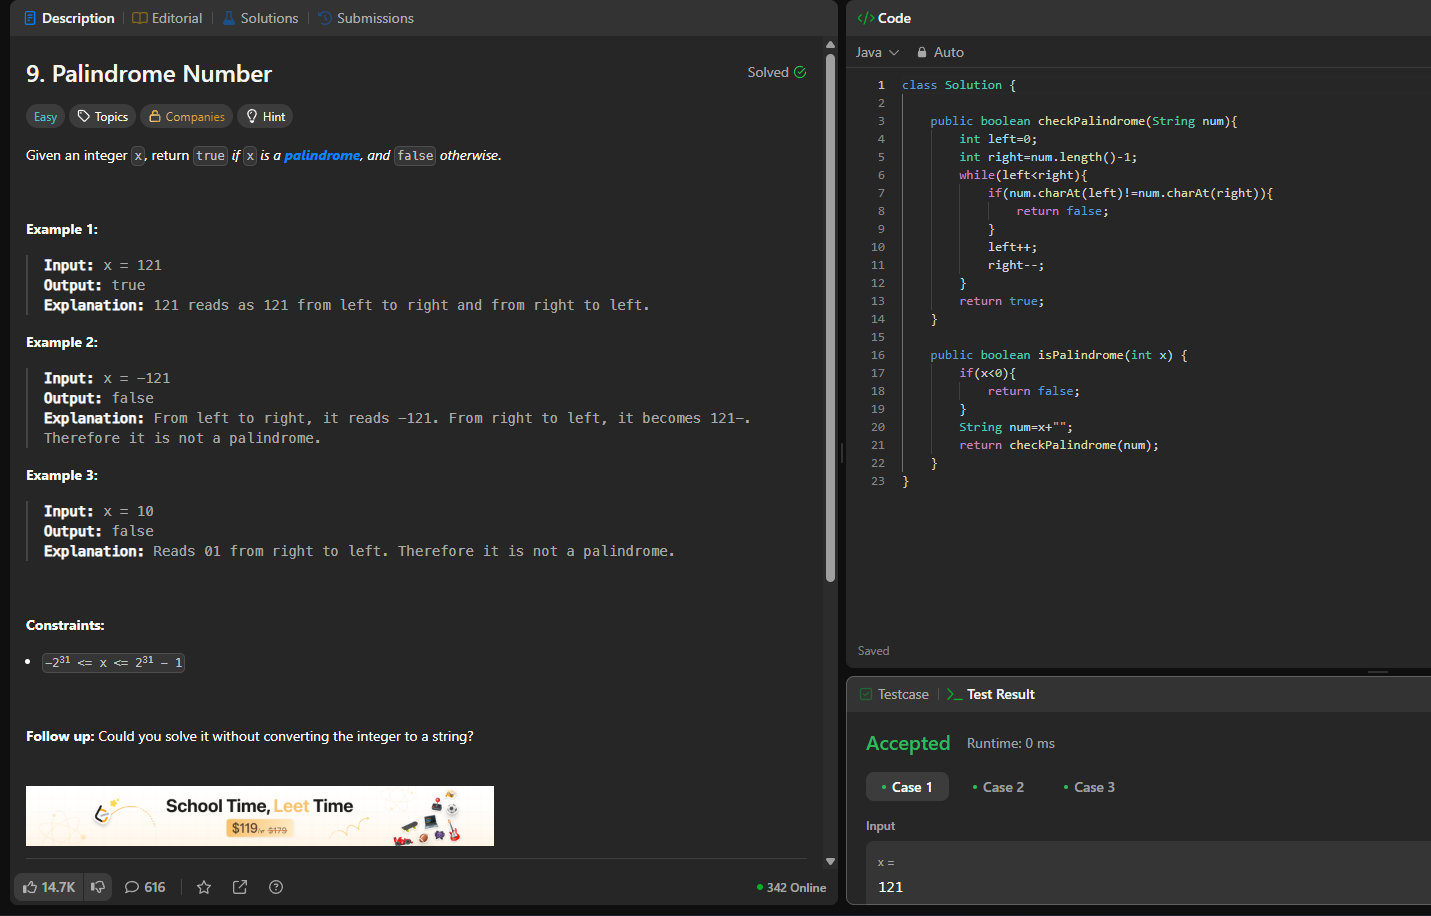 Description | Editorial | Solutions | Submissions
9. Palindrome Number
Solved
Easy Topics Companies Hint
Given an integer x, return true if x is a palindrome, and false otherwise.
Example 1:
Input: x = 121
Output: true
Explanation: 121 reads as 121 from left to right and from right to left.
Example 2:
Input: x = −121
Output: false
Explanation: From left to right, it reads −121. From right to left, it becomes 121−.
Therefore it is not a palindrome.
Example 3:
Input: x = 10
Output: false
Explanation: Reads 01 from right to left. Therefore it is not a palindrome.
Constraints:
• −2³¹ <= x <= 2³¹ − 1
Follow up: Could you solve it without converting the integer to a string?
School Time, Leet Time
$119/yr $179
14.7K 616
342 Online
</> Code
Java Auto
1 class Solution {
2
3     public boolean checkPalindrome(String num){
4         int left=0;
5         int right=num.length()-1;
6         while(left<right){
7             if(num.charAt(left)!=num.charAt(right)){
8                 return false;
9             }
10             left++;
11             right--;
12         }
13         return true;
14     }
15
16     public boolean isPalindrome(int x) {
17         if(x<0){
18             return false;
19         }
20         String num=x+"";
21         return checkPalindrome(num);
22     }
23 }
Saved
Testcase | >_ Test Result
Accepted Runtime: 0 ms
• Case 1 • Case 2 • Case 3
Input
x =
121